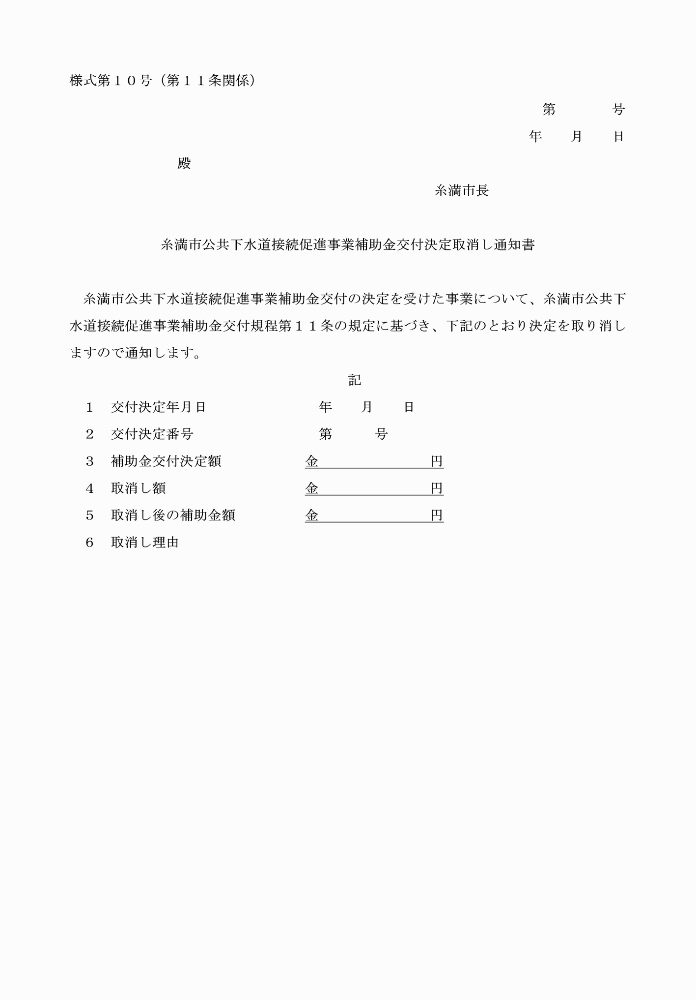 様式第１０号（第１１条関係）
第　　　　号
年　　月　　日
殿
糸満市長
糸満市公共下水道接続促進事業補助金交付決定取消し通知書
糸満市公共下水道接続促進事業補助金交付の決定を受けた事業について、糸満市公共下
水道接続促進事業補助金交付規程第１１条の規定に基づき、下記のとおり決定を取り消し
ますので通知します。
記
１　交付決定年月日　　　　　　　　年　　月　　日
２　交付決定番号　　　　　　　　　第　　　号
３　補助金交付決定額　　　　　　金　　　　　　　　円
４　取消し額　　　　　　　　　　金　　　　　　　　円
５　取消し後の補助金額　　　　　金　　　　　　　　円
６　取消し理由